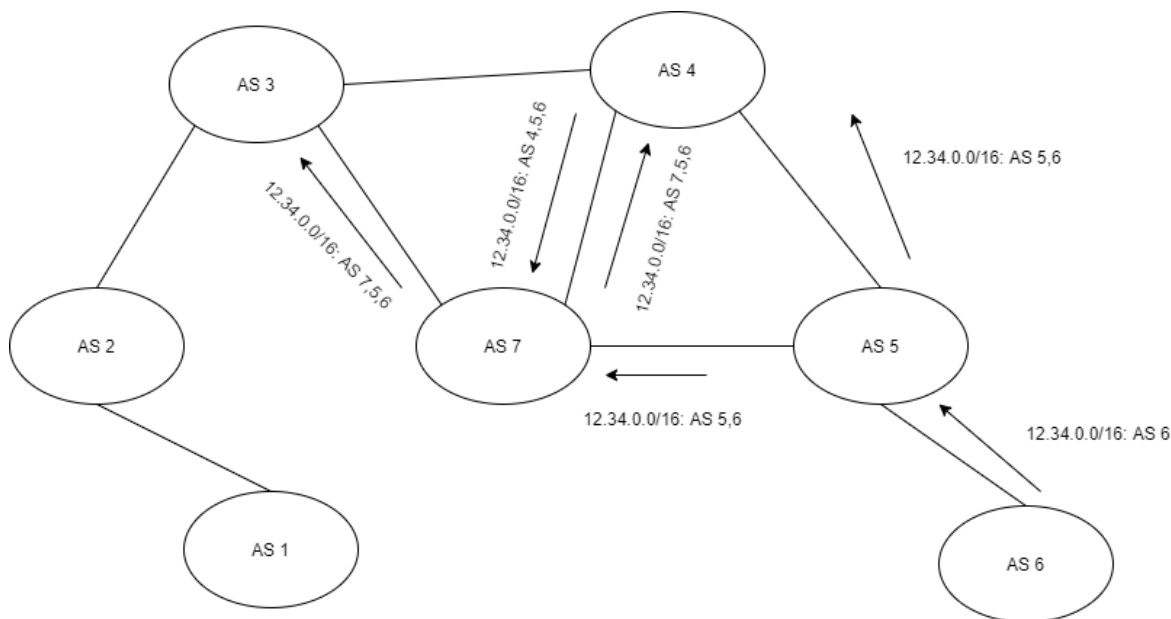 AS 4
AS 3
12.34.0.0/16: AS 4,5,6
12.34.0.0/16: AS 5,6
12.34.0.0/16: AS 7,5,6
12.34.0.0/16: AS 7,5,6
AS 2
AS 7
AS 5
12.34.0.0/16: AS 5,6
12.34.0.0/16: AS 6
AS 1
AS 6